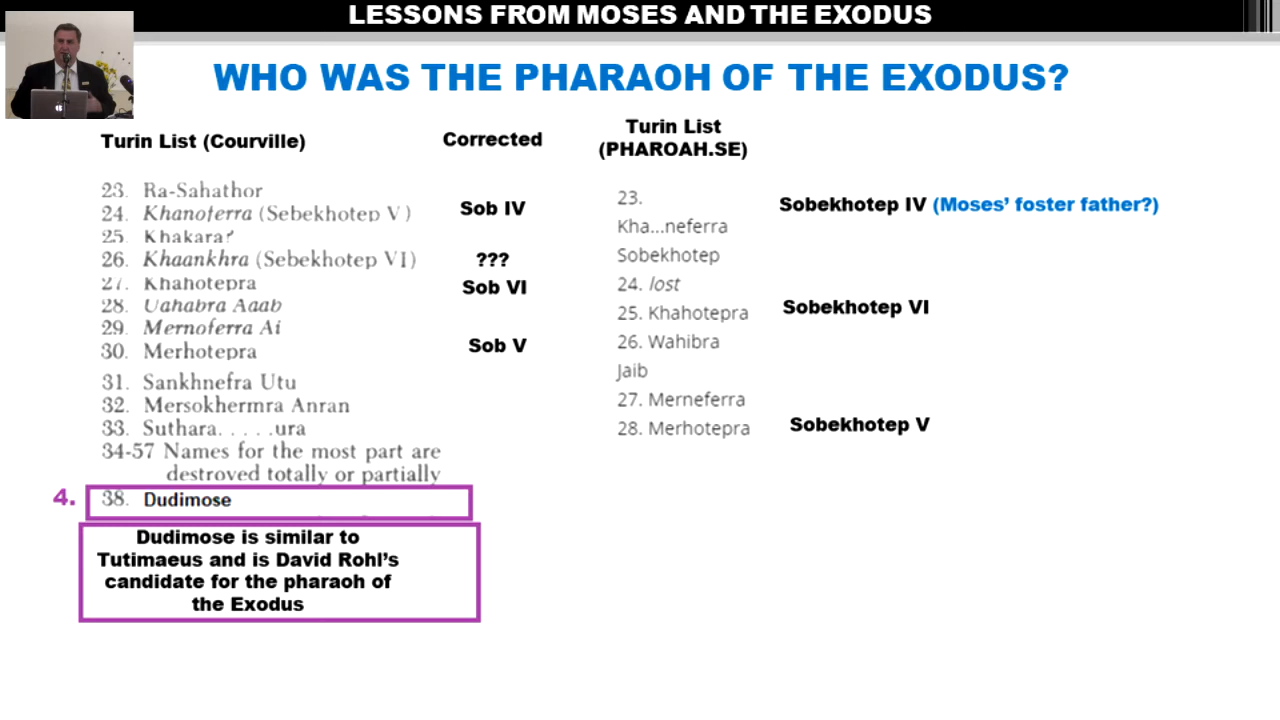 LESSONS FROM MOSES AND THE EXODUS
WHO WAS THE PHARAOH OF THE EXODUS?
Turin List (Courville)
Corrected
23. Ra-Sahathor
24. Khanoferra (Sebekhotep V)
Sob IV
25. Khakara?
26. Khaankhra (Sebekhotep VI)
???
27. Khahotepra
Sob VI
28. Uahabra Aaab
29. Mernoferra Ai
30. Merhotepra
Sob V
31. Sankhnefra Utu
32. Mersokhermra Anran
33. Suthara. . . . .ura
34-57 Names for the most part are
destroyed totally or partially
4.
38. Dudimose
Dudimose is similar to
Tutimaeus and is David Rohl's
candidate for the pharaoh of
the Exodus
Turin List
(PHAROAH.SE)
23.
Kha...neferra
Sobekhotep
Sobekhotep IV (Moses' foster father?)
24. lost
25. Khahotepra
Sobekhotep VI
26. Wahibra
Jaib
27. Merneferra
28. Merhotepra
Sobekhotep V